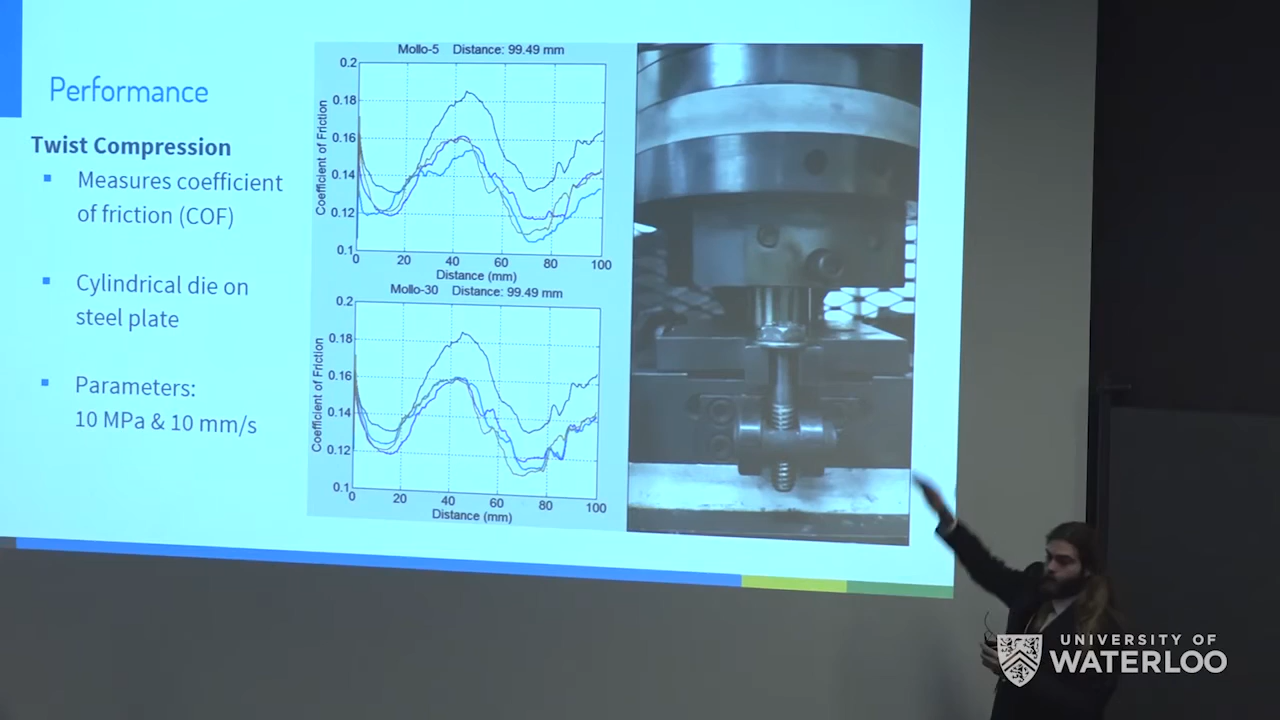 Performance
Twist Compression
▪ Measures coefficient
of friction (COF)
▪ Cylindrical die on
steel plate
▪ Parameters:
10 MPa & 10 mm/s
Mollo-5 Distance: 99.49 mm
Coefficient of Friction
0.2
0.18
0.16
0.14
0.12
0.1
0 20 40 60 80 100
Distance (mm)
Mollo-30 Distance: 99.49 mm
Coefficient of Friction
0.2
0.18
0.16
0.14
0.12
0.1
0 20 40 60 80 100
Distance (mm)
UNIVERSITY OF
WATERLOO